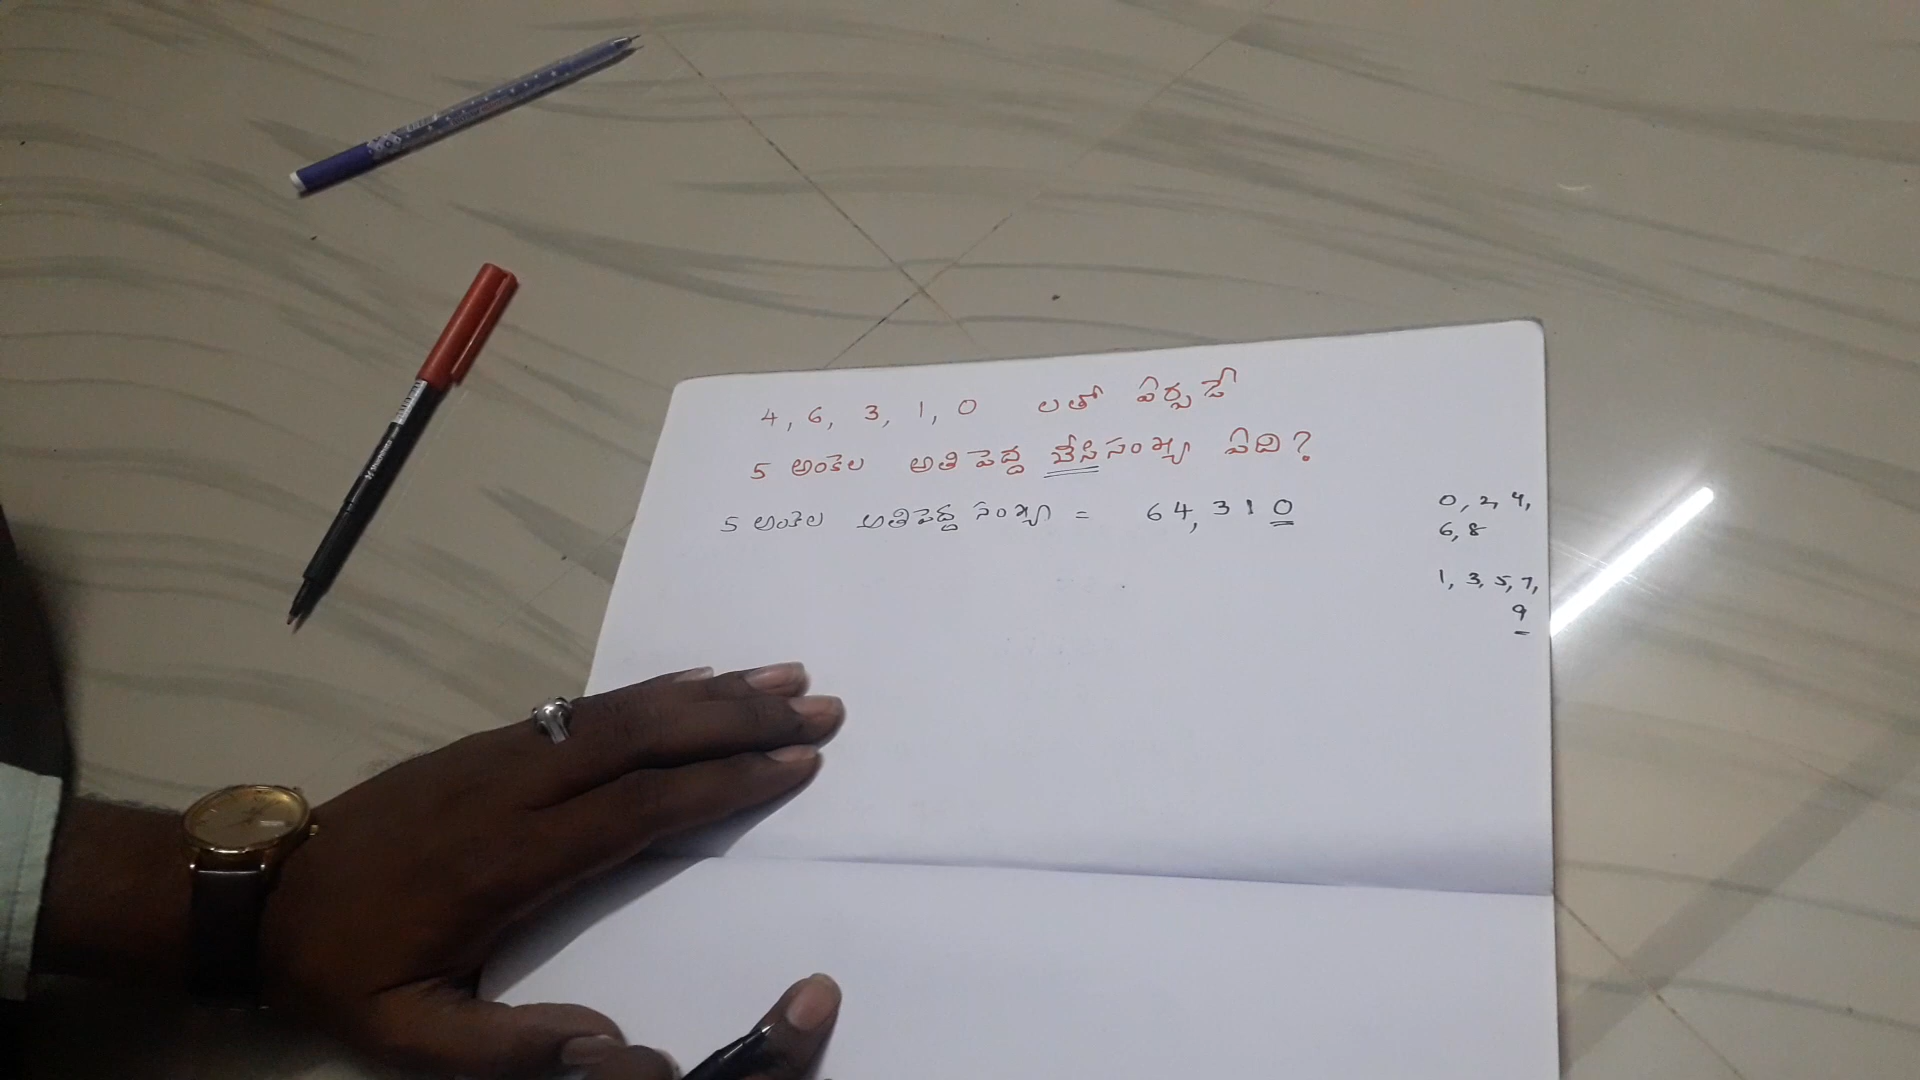 4, 6, 3, 1, 0 లతో ఏర్పడే
5 అంకెల అతి పెద్ద బేసి సంఖ్య ఏది?
5 అంకెల అతి పెద్ద సంఖ్య = 64,310
0, 2, 4,
6, 8
1, 3, 5, 7,
9